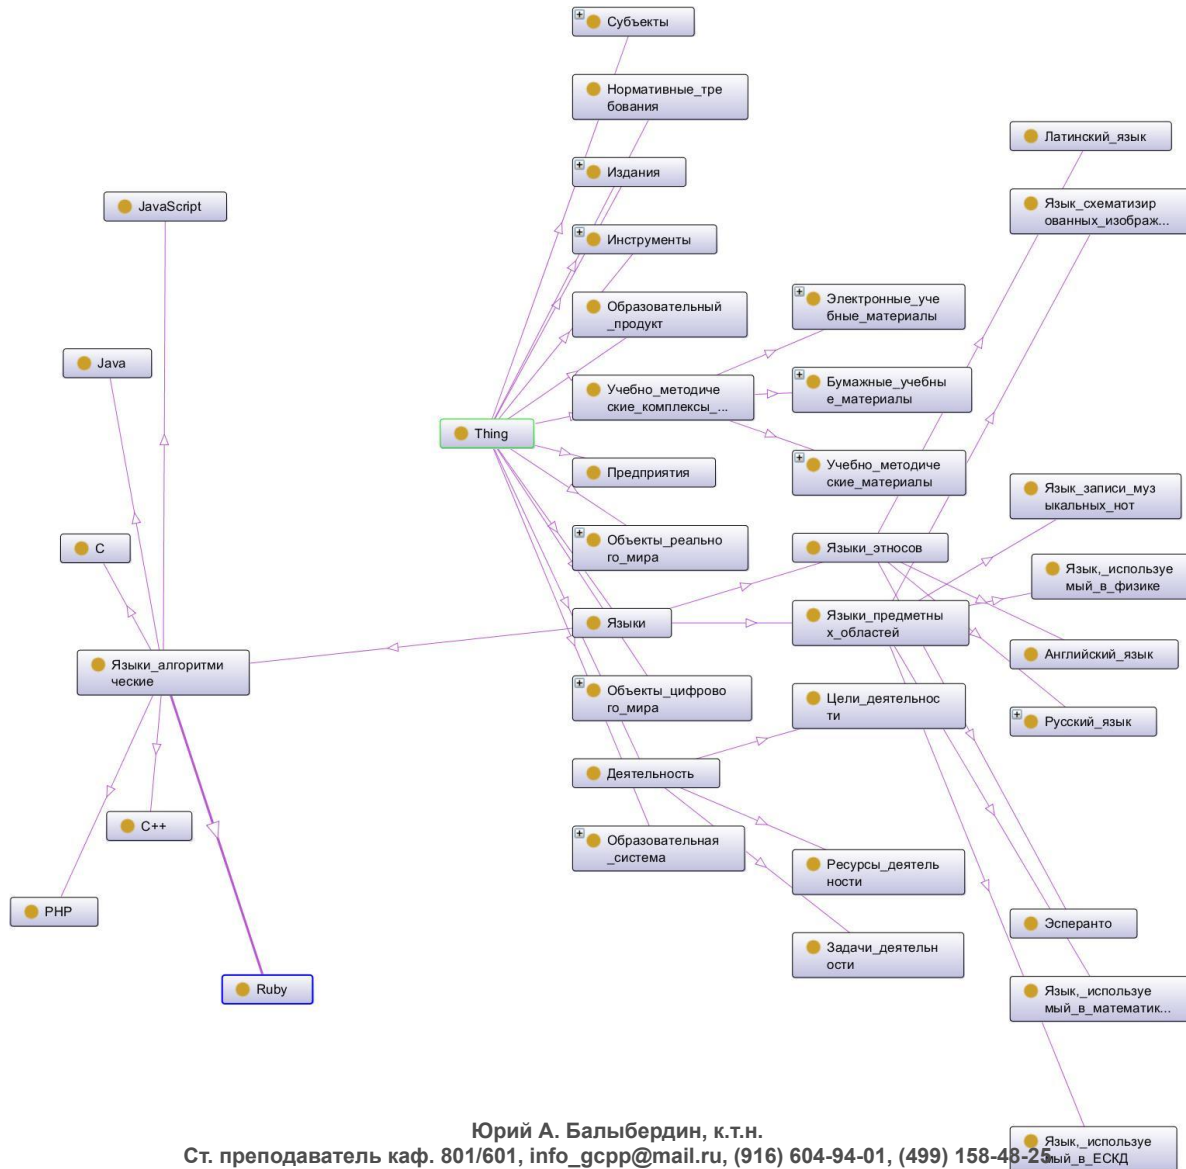 Субъекты
Нормативные_тре
бования
Издания
Инструменты
Образовательный
_продукт
Учебно_методиче
ские_комплексы_...
Thing
Предприятия
Объекты_реально
го_мира
Языки
Объекты_цифрово
го_мира
Деятельность
Образовательная
_система
JavaScript
Java
C
Языки_алгоритми
ческие
C++
PHP
Ruby
Электронные_уче
бные_материалы
Бумажные_учебны
е_материалы
Учебно_методиче
ские_материалы
Языки_этносов
Языки_предметны
х_областей
Цели_деятельнос
ти
Ресурсы_деятель
ности
Задачи_деятельн
ости
Латинский_язык
Язык_схематизир
ованных_изображ...
Язык_записи_муз
ыкальных_нот
Язык,_используе
мый_в_физике
Английский_язык
Русский_язык
Эсперанто
Язык,_используе
мый_в_математик...
Язык,_используе
мый_в_ЕСКД
Юрий А. Балыбердин, к.т.н.
Ст. преподаватель каф. 801/601, info_gcpp@mail.ru, (916) 604-94-01, (499) 158-48-25